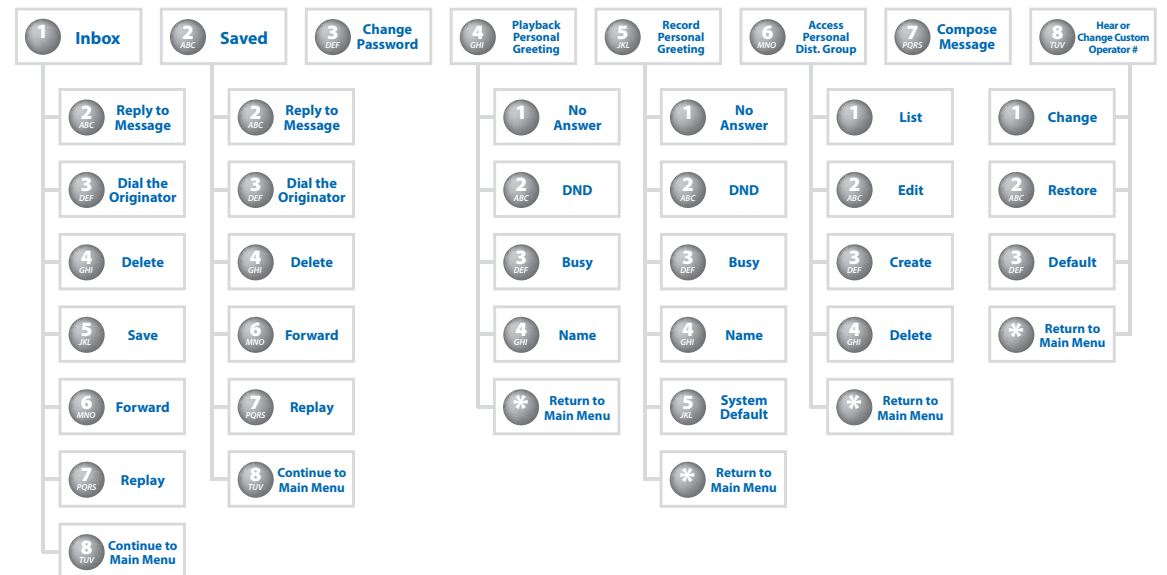 1
Inbox
2
ABC
Saved
3
DEF
Change
Password
4
GHI
Playback
Personal
Greeting
5
JKL
Record
Personal
Greeting
6
MNO
Access
Personal
Dist. Group
7
PQRS
Compose
Message
8
TUV
Hear or
Change Custom
Operator #
2
ABC
Reply to
Message
3
DEF
Dial the
Originator
4
GHI
Delete
5
JKL
Save
6
MNO
Forward
7
PQRS
Replay
8
TUV
Continue to
Main Menu
2
ABC
Reply to
Message
3
DEF
Dial the
Originator
4
GHI
Delete
6
MNO
Forward
7
PQRS
Replay
8
TUV
Continue to
Main Menu
1
No
Answer
2
ABC
DND
3
DEF
Busy
4
GHI
Name
*
Return to
Main Menu
1
No
Answer
2
ABC
DND
3
DEF
Busy
4
GHI
Name
5
JKL
System
Default
*
Return to
Main Menu
1
List
2
ABC
Edit
3
DEF
Create
4
GHI
Delete
*
Return to
Main Menu
1
Change
2
ABC
Restore
3
DEF
Default
*
Return to
Main Menu